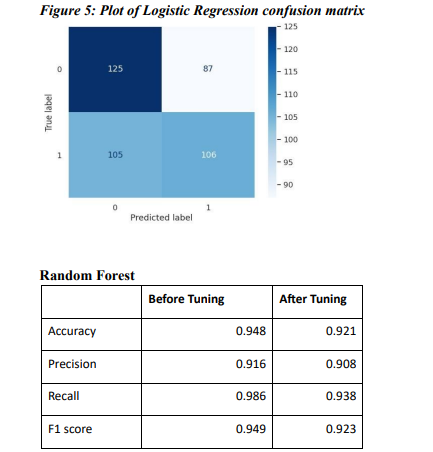 Figure 5: Plot of Logistic Regression confusion matrix
125
120
115
110
105
100
95
90
0
125
87
True label
1
105
106
0
1
Predicted label
Random Forest
Before Tuning After Tuning
Accuracy 0.948 0.921
Precision 0.916 0.908
Recall 0.986 0.938
F1 score 0.949 0.923